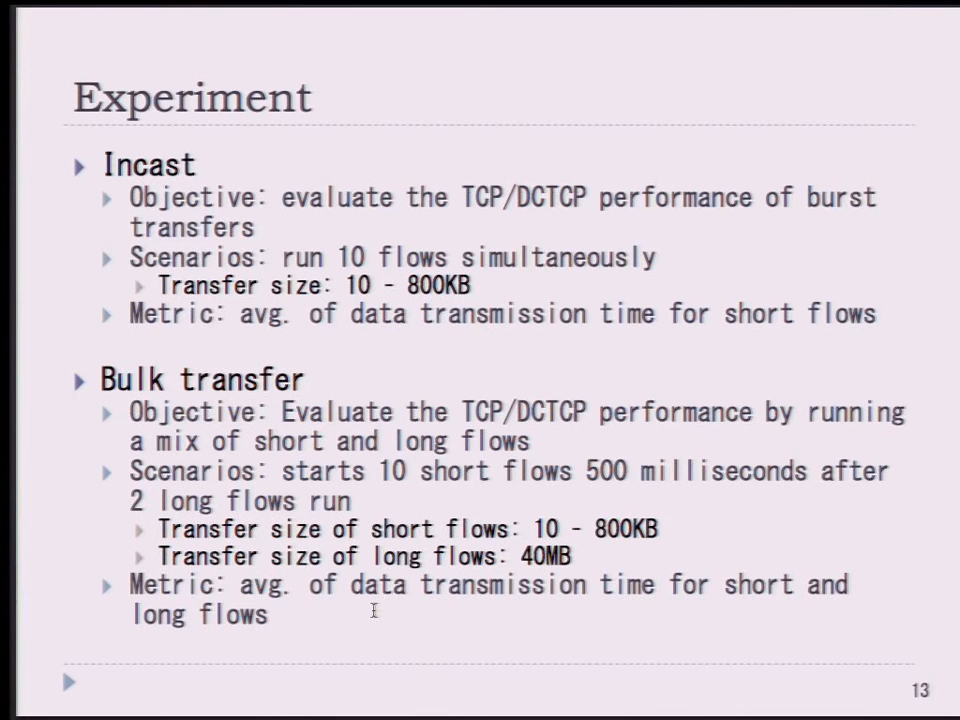 Experiment
Incast
Objective: evaluate the TCP/DCTCP performance of burst
transfers
Scenarios: run 10 flows simultaneously
Transfer size: 10 - 800KB
Metric: avg. of data transmission time for short flows
Bulk transfer
Objective: Evaluate the TCP/DCTCP performance by running
a mix of short and long flows
Scenarios: starts 10 short flows 500 milliseconds after
2 long flows run
Transfer size of short flows: 10 - 800KB
Transfer size of long flows: 40MB
Metric: avg. of data transmission time for short and
long flows
13